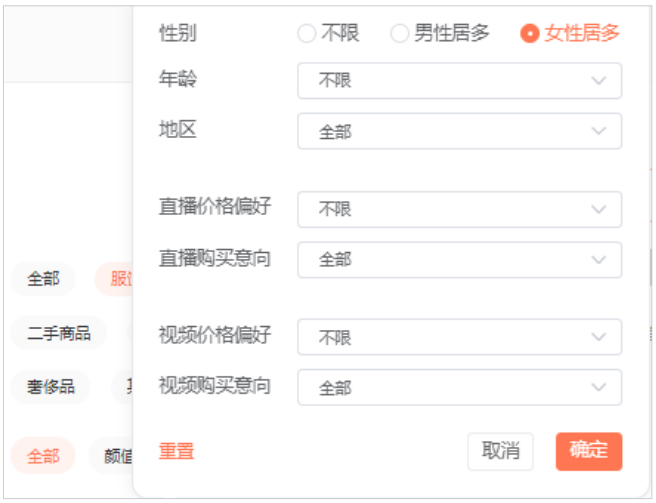 性别 不限 男性居多 女性居多
年龄 不限
地区 全部
直播价格偏好 不限
直播购买意向 全部
视频价格偏好 不限
视频购买意向 全部
重置 取消 确定
全部
二手商品
奢侈品
全部 颜值